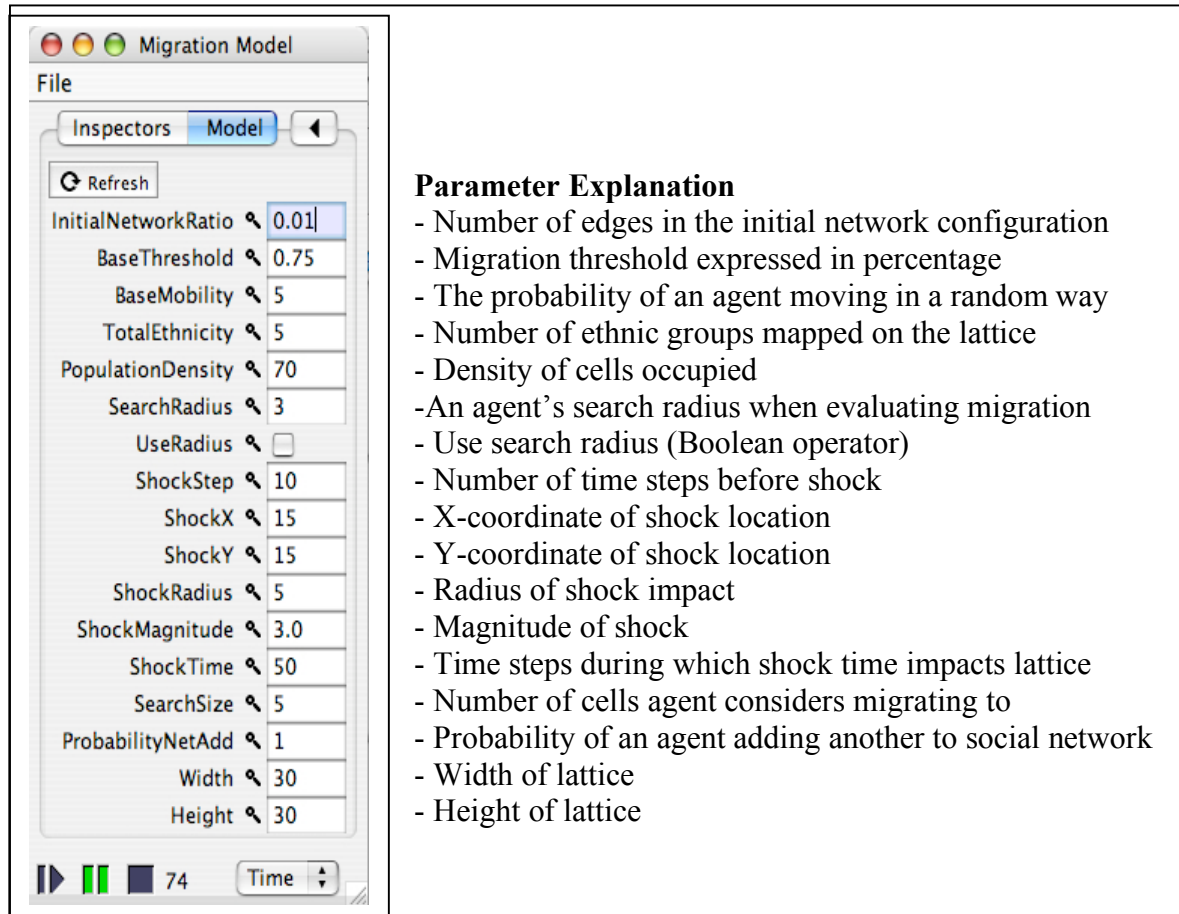 Migration Model
File
Inspectors Model
Refresh
InitialNetworkRatio 0.01
BaseThreshold 0.75
BaseMobility 5
TotalEthnicity 5
PopulationDensity 70
SearchRadius 3
UseRadius
ShockStep 10
ShockX 15
ShockY 15
ShockRadius 5
ShockMagnitude 3.0
ShockTime 50
SearchSize 5
ProbabilityNetAdd 1
Width 30
Height 30
74 Time
Parameter Explanation
- Number of edges in the initial network configuration
- Migration threshold expressed in percentage
- The probability of an agent moving in a random way
- Number of ethnic groups mapped on the lattice
- Density of cells occupied
-An agent’s search radius when evaluating migration
- Use search radius (Boolean operator)
- Number of time steps before shock
- X-coordinate of shock location
- Y-coordinate of shock location
- Radius of shock impact
- Magnitude of shock
- Time steps during which shock time impacts lattice
- Number of cells agent considers migrating to
- Probability of an agent adding another to social network
- Width of lattice
- Height of lattice